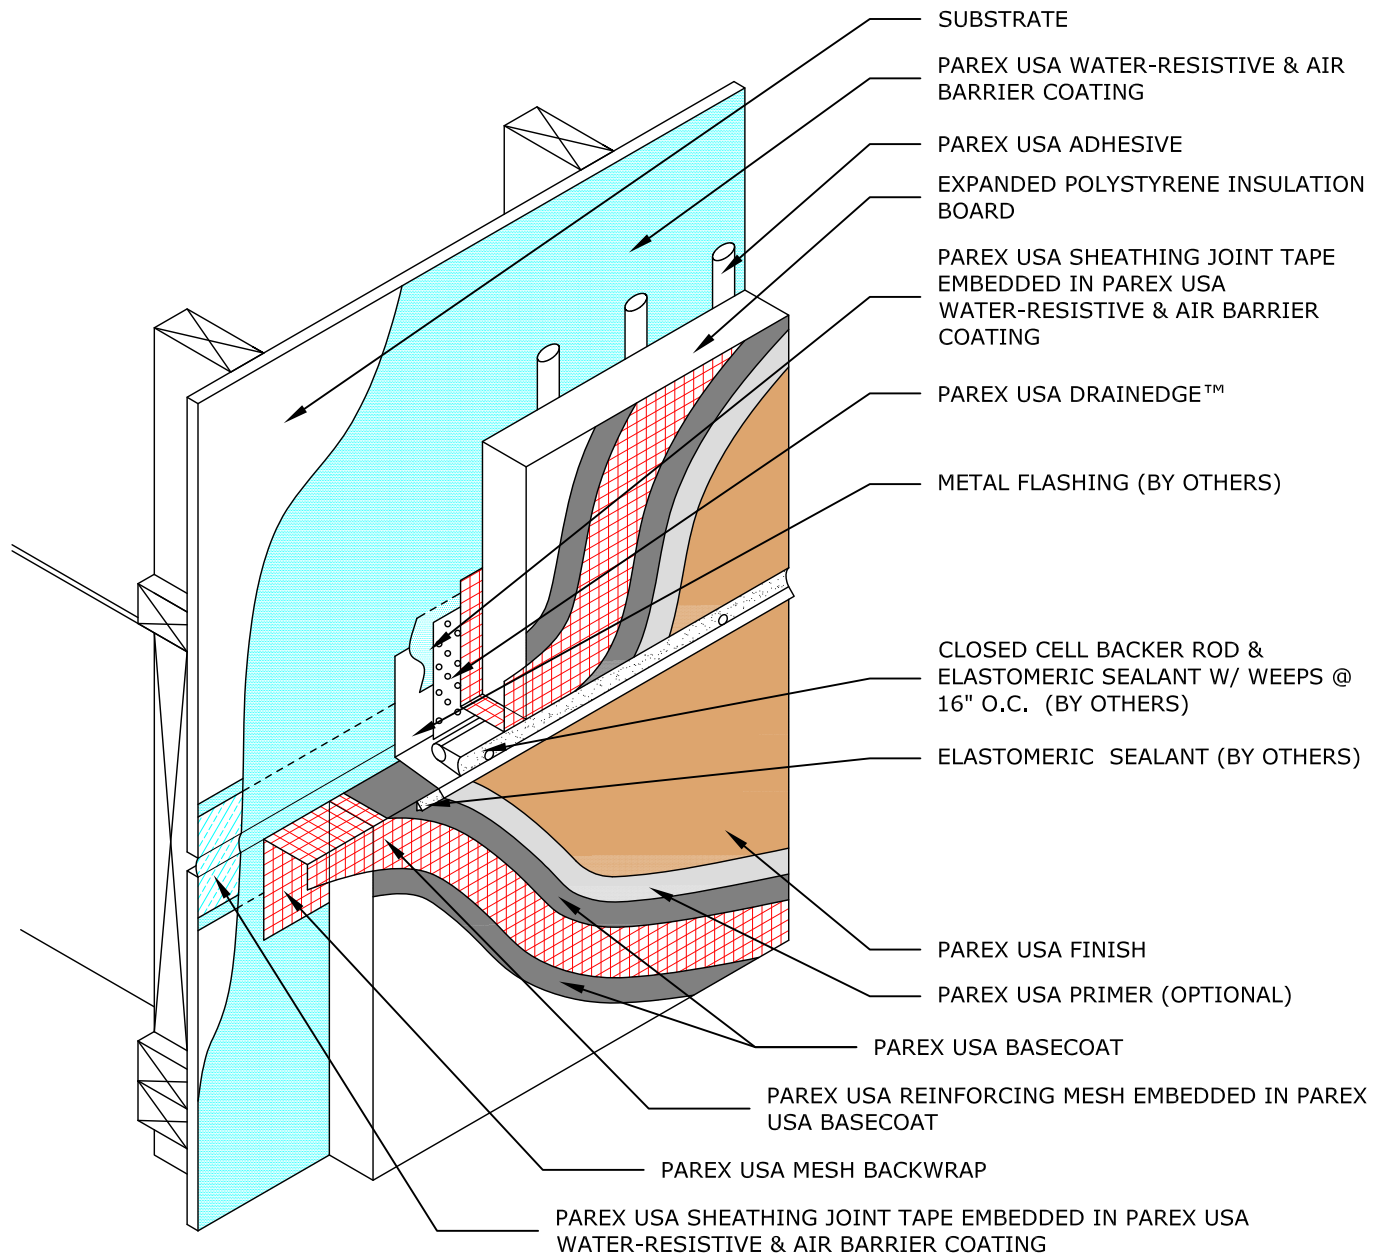 SUBSTRATE
PAREX USA WATER-RESISTIVE & AIR
BARRIER COATING
PAREX USA ADHESIVE
EXPANDED POLYSTYRENE INSULATION
BOARD
PAREX USA SHEATHING JOINT TAPE
EMBEDDED IN PAREX USA
WATER-RESISTIVE & AIR BARRIER
COATING
PAREX USA DRAINEDGE™
METAL FLASHING (BY OTHERS)
CLOSED CELL BACKER ROD &
ELASTOMERIC SEALANT W/ WEEPS @
16" O.C. (BY OTHERS)
ELASTOMERIC SEALANT (BY OTHERS)
PAREX USA FINISH
PAREX USA PRIMER (OPTIONAL)
PAREX USA BASECOAT
PAREX USA REINFORCING MESH EMBEDDED IN PAREX
USA BASECOAT
PAREX USA MESH BACKWRAP
PAREX USA SHEATHING JOINT TAPE EMBEDDED IN PAREX USA
WATER-RESISTIVE & AIR BARRIER COATING